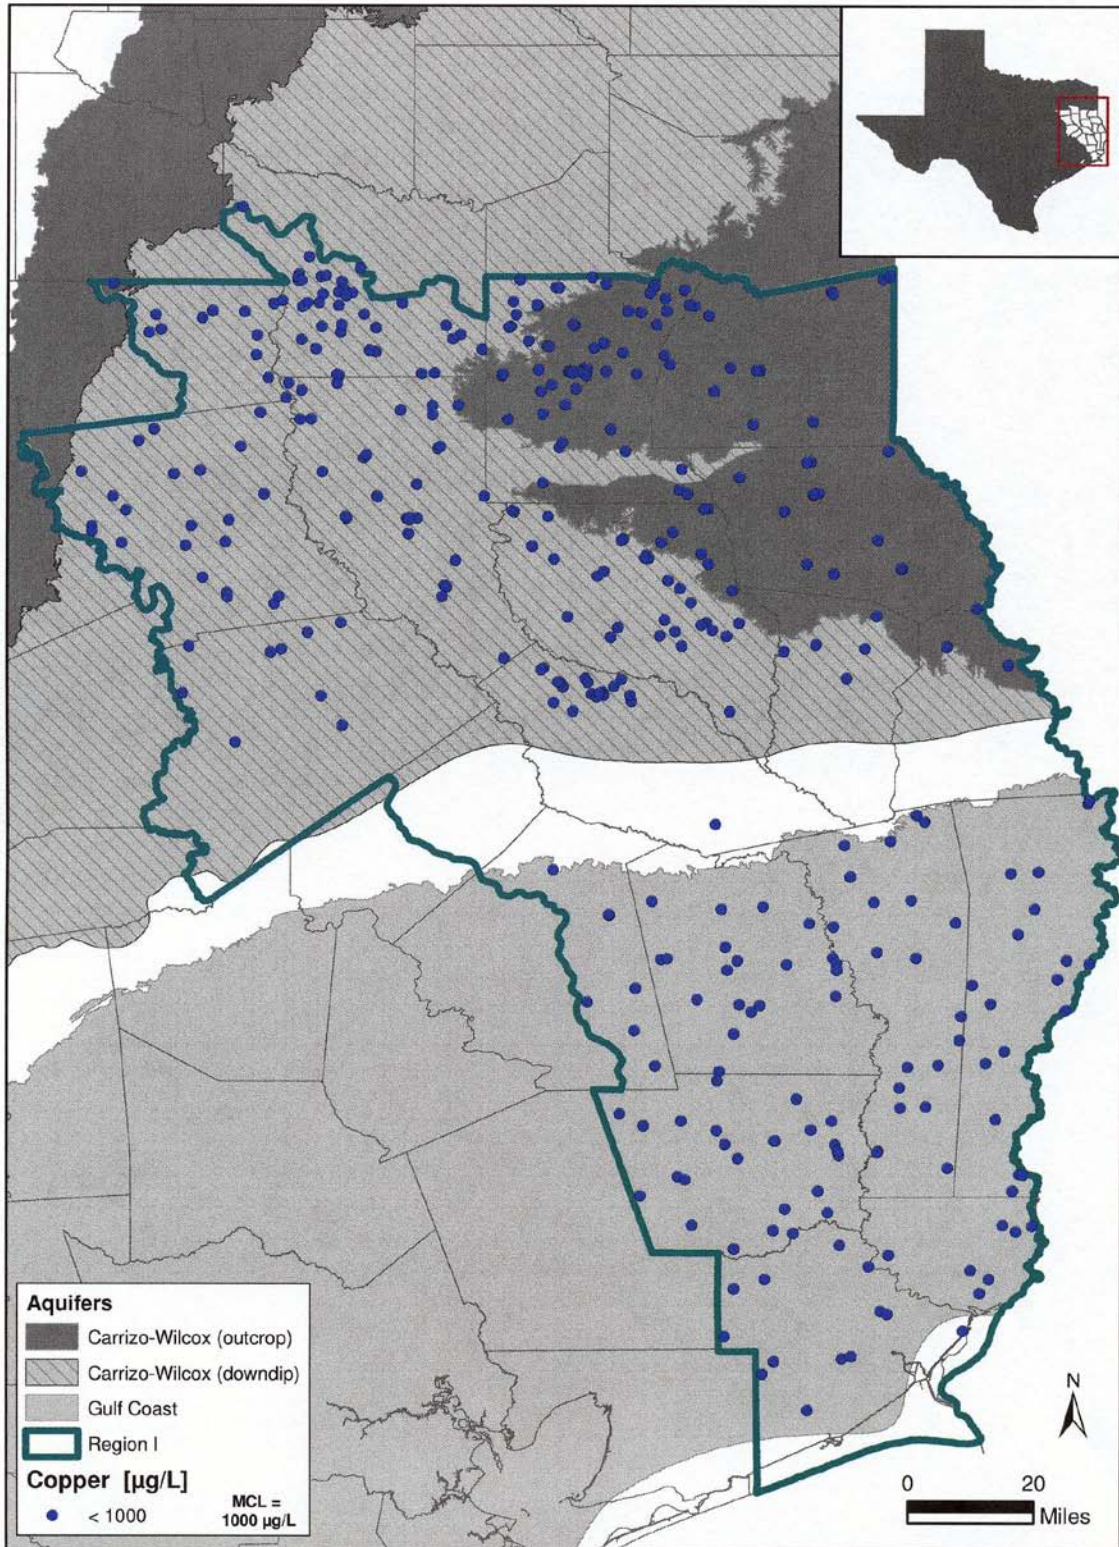 Aquifers
Carrizo-Wilcox (outcrop)
Carrizo-Wilcox (downdip)
Gulf Coast
Region I
Copper [µg/L]
< 1000
MCL =
1000 µg/L
N
0 20
Miles